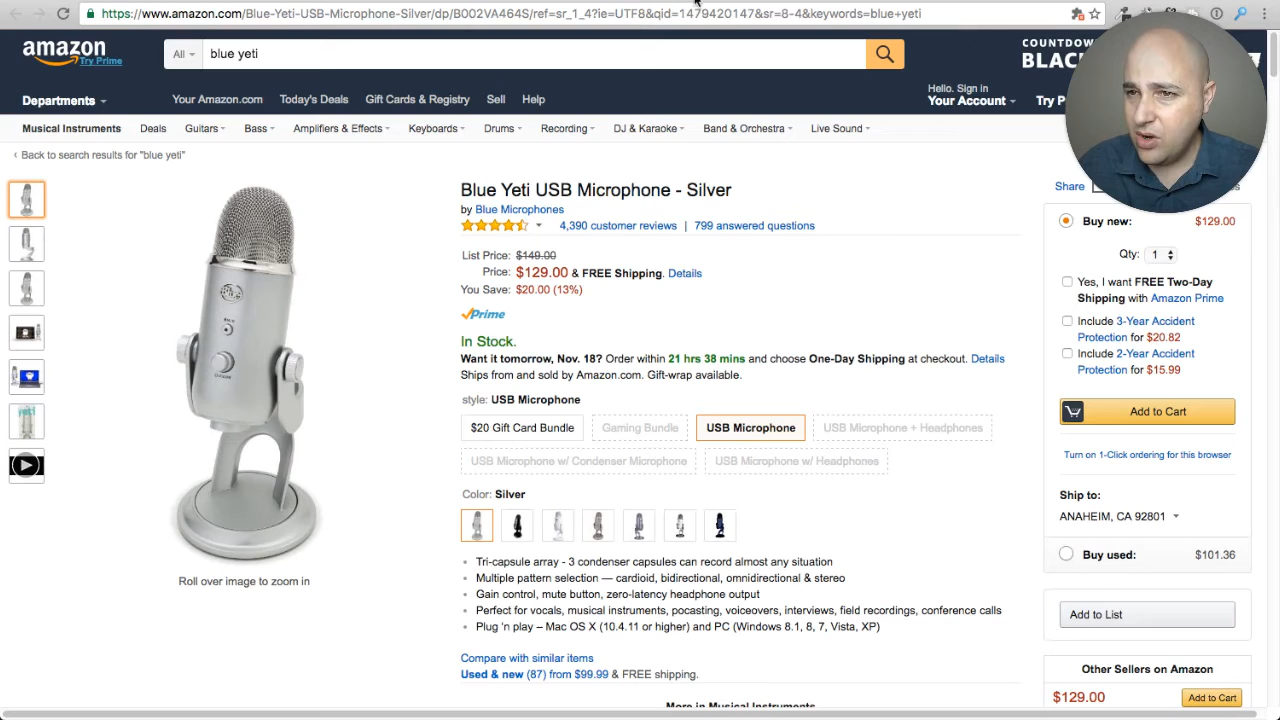 https://www.amazon.com/Blue-Yeti-USB-Microphone-Silver/dp/B002VA464S/ref=sr_1_4?ie=UTF8&qid=1479420147&sr=8-4&keywords=blue+yeti
amazon
Try Prime
All
blue yeti
COUNTDOWN
BLAC
Departments
Your Amazon.com
Today's Deals
Gift Cards & Registry
Sell
Help
Hello. Sign in
Your Account
Try P
Musical Instruments
Deals
Guitars
Bass
Amplifiers & Effects
Keyboards
Drums
Recording
DJ & Karaoke
Band & Orchestra
Live Sound
‹ Back to search results for "blue yeti"
Blue Yeti USB Microphone - Silver
by Blue Microphones
4,390 customer reviews | 799 answered questions
List Price: $149.00
Price: $129.00 & FREE Shipping. Details
You Save: $20.00 (13%)
Prime
In Stock.
Want it tomorrow, Nov. 18? Order within 21 hrs 38 mins and choose One-Day Shipping at checkout. Details
Ships from and sold by Amazon.com. Gift-wrap available.
style: USB Microphone
$20 Gift Card Bundle
Gaming Bundle
USB Microphone
USB Microphone + Headphones
USB Microphone w/ Condenser Microphone
USB Microphone w/ Headphones
Color: Silver
Tri-capsule array - 3 condenser capsules can record almost any situation
Multiple pattern selection — cardioid, bidirectional, omnidirectional & stereo
Gain control, mute button, zero-latency headphone output
Perfect for vocals, musical instruments, pocasting, voiceovers, interviews, field recordings, conference calls
Plug 'n play – Mac OS X (10.4.11 or higher) and PC (Windows 8.1, 8, 7, Vista, XP)
Compare with similar items
Used & new (87) from $99.99 & FREE shipping.
More in Musical Instruments
Roll over image to zoom in
Share
Buy new: $129.00
Qty: 1
Yes, I want FREE Two-Day
Shipping with Amazon Prime
Include 3-Year Accident
Protection for $20.82
Include 2-Year Accident
Protection for $15.99
Add to Cart
Turn on 1-Click ordering for this browser
Ship to:
ANAHEIM, CA 92801
Buy used: $101.36
Add to List
Other Sellers on Amazon
$129.00
Add to Cart